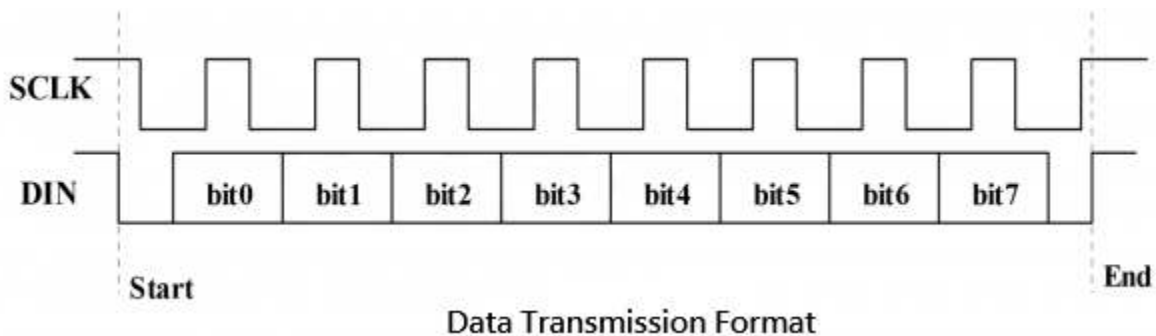 SCLK
DIN bit0 bit1 bit2 bit3 bit4 bit5 bit6 bit7
Start End
Data Transmission Format